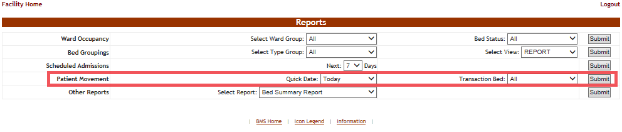 Facility Home Logout
Reports
Ward Occupancy Select Ward Group: All Bed Status: All Submit
Bed Groupings Select Type Group: All Select View: REPORT Submit
Scheduled Admissions Next: 7 Days Submit
Patient Movement Quick Date: Today Transaction Bed: All Submit
Other Reports Select Report: Bed Summary Report Submit
| BMS Home | Icon Legend | Information |